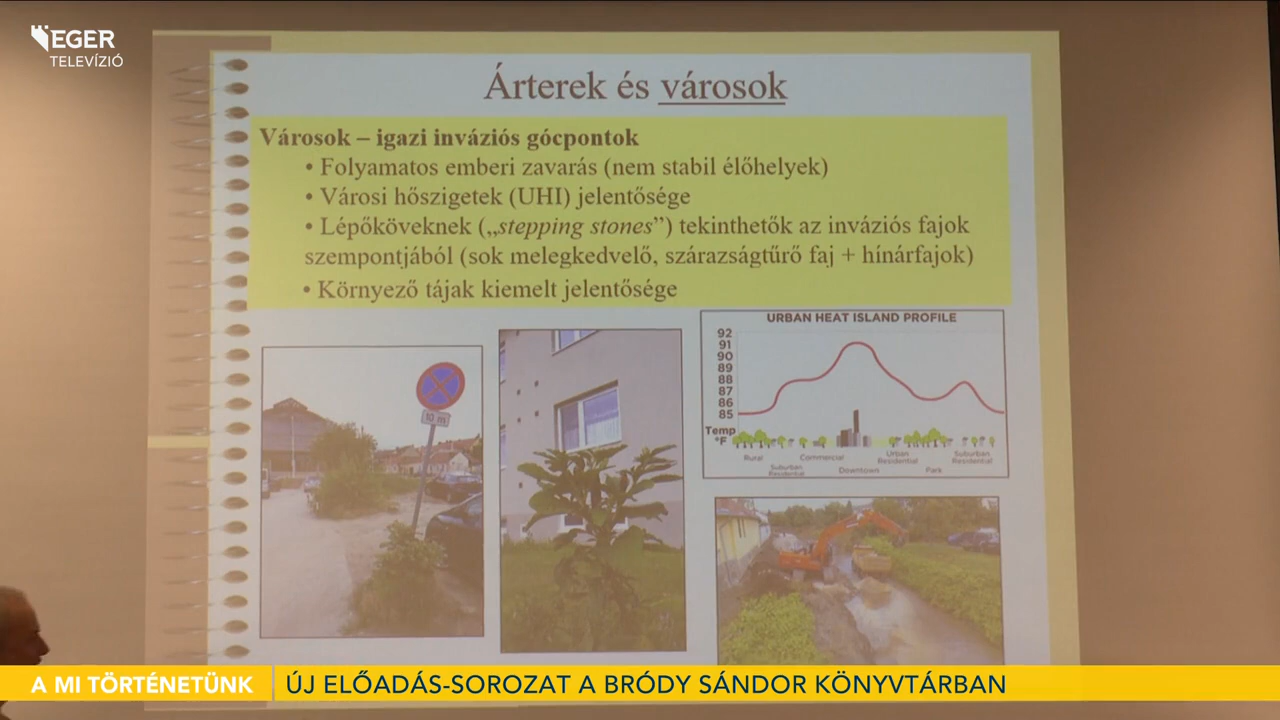 EGER
TELEVÍZIÓ
Árterek és városok
Városok – igazi inváziós gócpontok
• Folyamatos emberi zavarás (nem stabil élőhelyek)
• Városi hőszigetek (UHI) jelentősége
• Lépőköveknek („stepping stones”) tekinthetők az inváziós fajok
szempontjából (sok melegkedvelő, szárazságtűrő faj + hínárfajok)
• Környező tájak kiemelt jelentősége
URBAN HEAT ISLAND PROFILE
92
91
90
89
88
87
86
85
Temp
°F
Rural
Suburban
Residential
Commercial
Downtown
Urban
Residential
Park
Suburban
Residential
10 m
A MI TÖRTÉNETÜNK
ÚJ ELŐADÁS-SOROZAT A BRÓDY SÁNDOR KÖNYVTÁRBAN